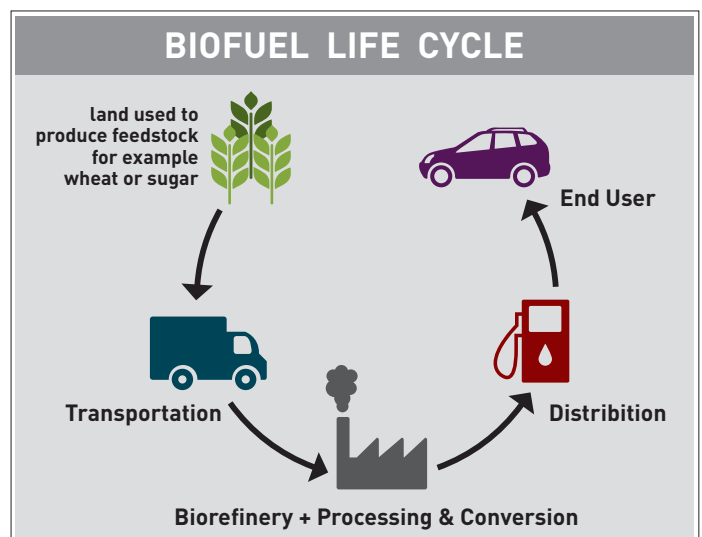 BIOFUEL LIFE CYCLE
land used to
produce feedstock
for example
wheat or sugar
End User
Transportation
Distribition
Biorefinery + Processing & Conversion